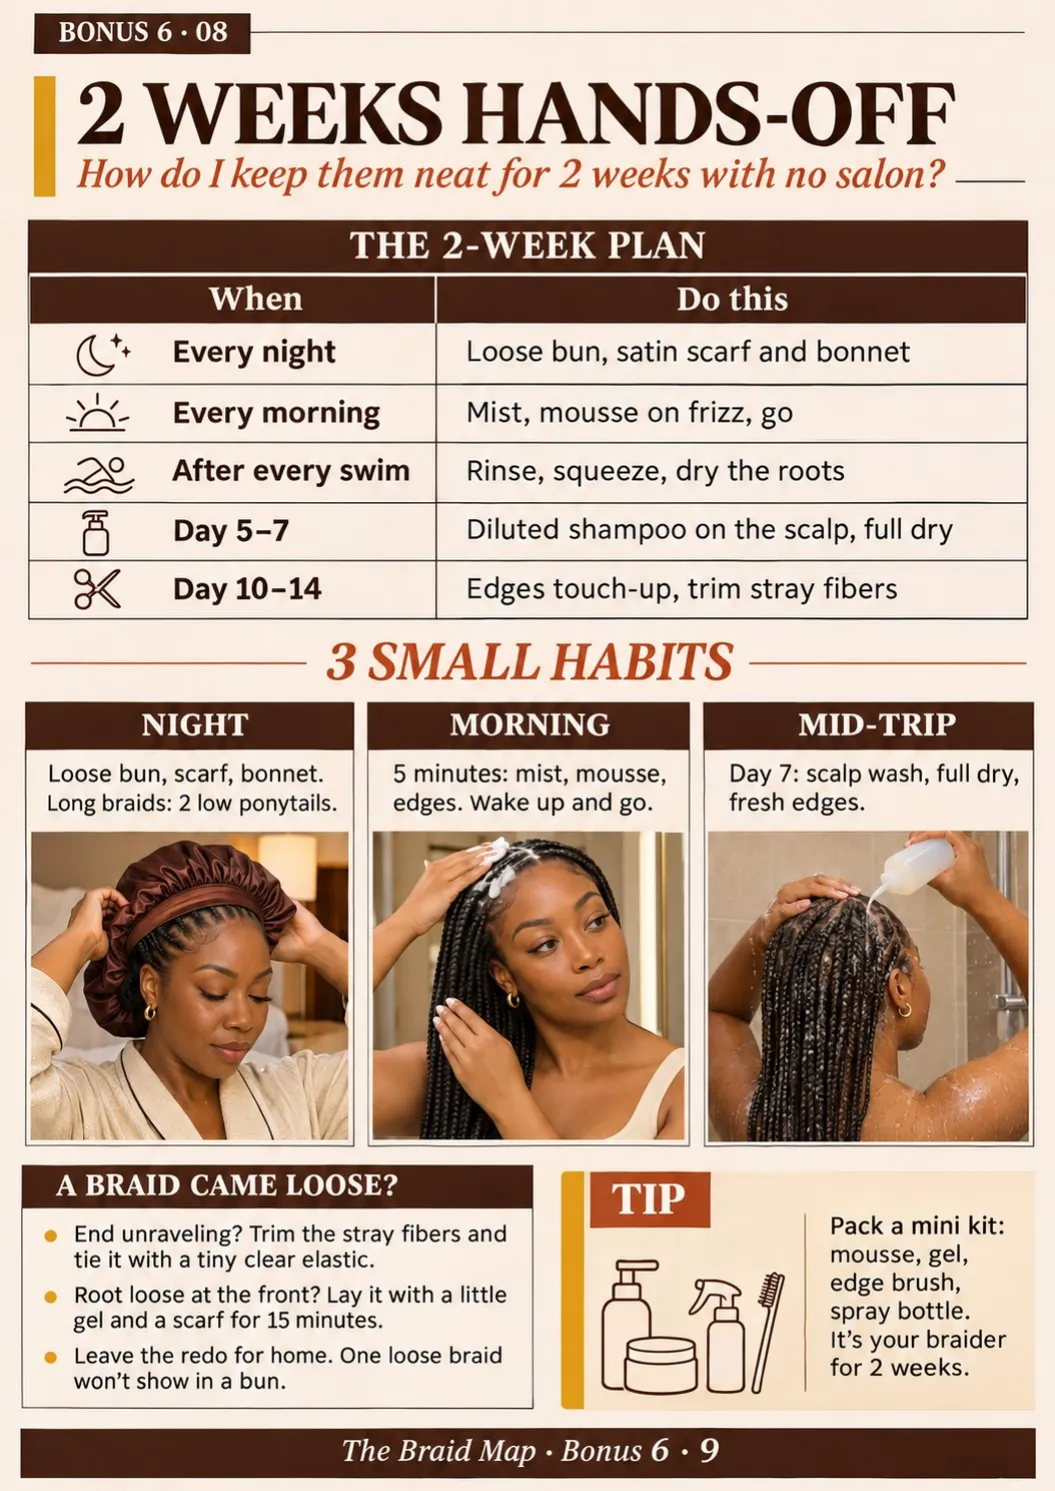 BONUS 6 · 08
2 WEEKS HANDS-OFF
How do I keep them neat for 2 weeks with no salon?
THE 2-WEEK PLAN
When
Do this
Every night
Loose bun, satin scarf and bonnet
Every morning
Mist, mousse on frizz, go
After every swim
Rinse, squeeze, dry the roots
Day 5–7
Diluted shampoo on the scalp, full dry
Day 10–14
Edges touch-up, trim stray fibers
3 SMALL HABITS
NIGHT
Loose bun, scarf, bonnet.
Long braids: 2 low ponytails.
MORNING
5 minutes: mist, mousse,
edges. Wake up and go.
MID-TRIP
Day 7: scalp wash, full dry,
fresh edges.
A BRAID CAME LOOSE?
End unraveling? Trim the stray fibers and
tie it with a tiny clear elastic.
Root loose at the front? Lay it with a little
gel and a scarf for 15 minutes.
Leave the redo for home. One loose braid
won't show in a bun.
TIP
Pack a mini kit:
mousse, gel,
edge brush,
spray bottle.
It's your braider
for 2 weeks.
The Braid Map · Bonus 6 · 9